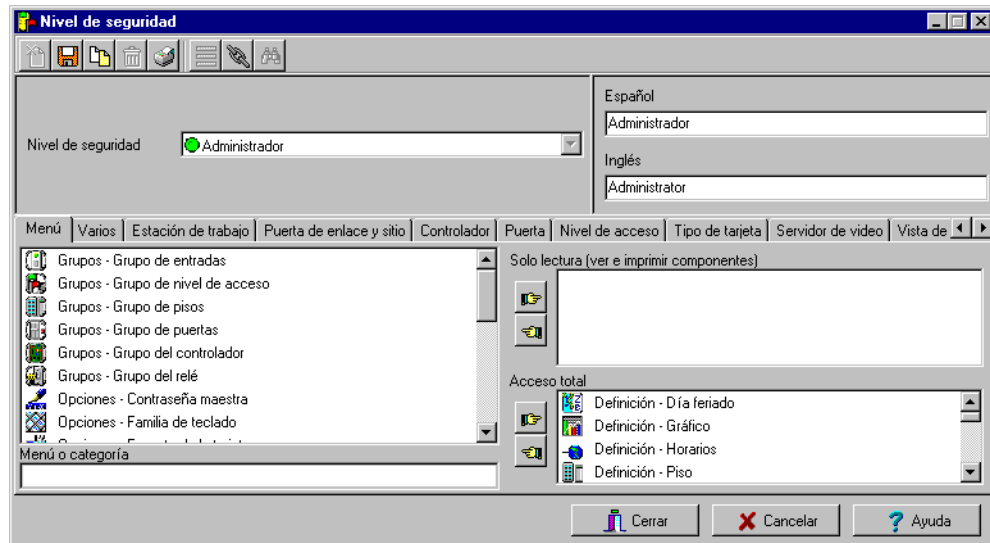 Nivel de seguridad
Español
Administrador
Nivel de seguridad
Administrador
Inglés
Administrator
Menú
Varios
Estación de trabajo
Puerta de enlace y sitio
Controlador
Puerta
Nivel de acceso
Tipo de tarjeta
Servidor de video
Vista de
Grupos - Grupo de entradas
Grupos - Grupo de nivel de acceso
Grupos - Grupo de pisos
Grupos - Grupo de puertas
Grupos - Grupo del controlador
Grupos - Grupo del relé
Opciones - Contraseña maestra
Opciones - Familia de teclado
Menú o categoría
Solo lectura (ver e imprimir componentes)
Acceso total
Definición - Día feriado
Definición - Gráfico
Definición - Horarios
Definición - Piso
Cerrar
Cancelar
Ayuda